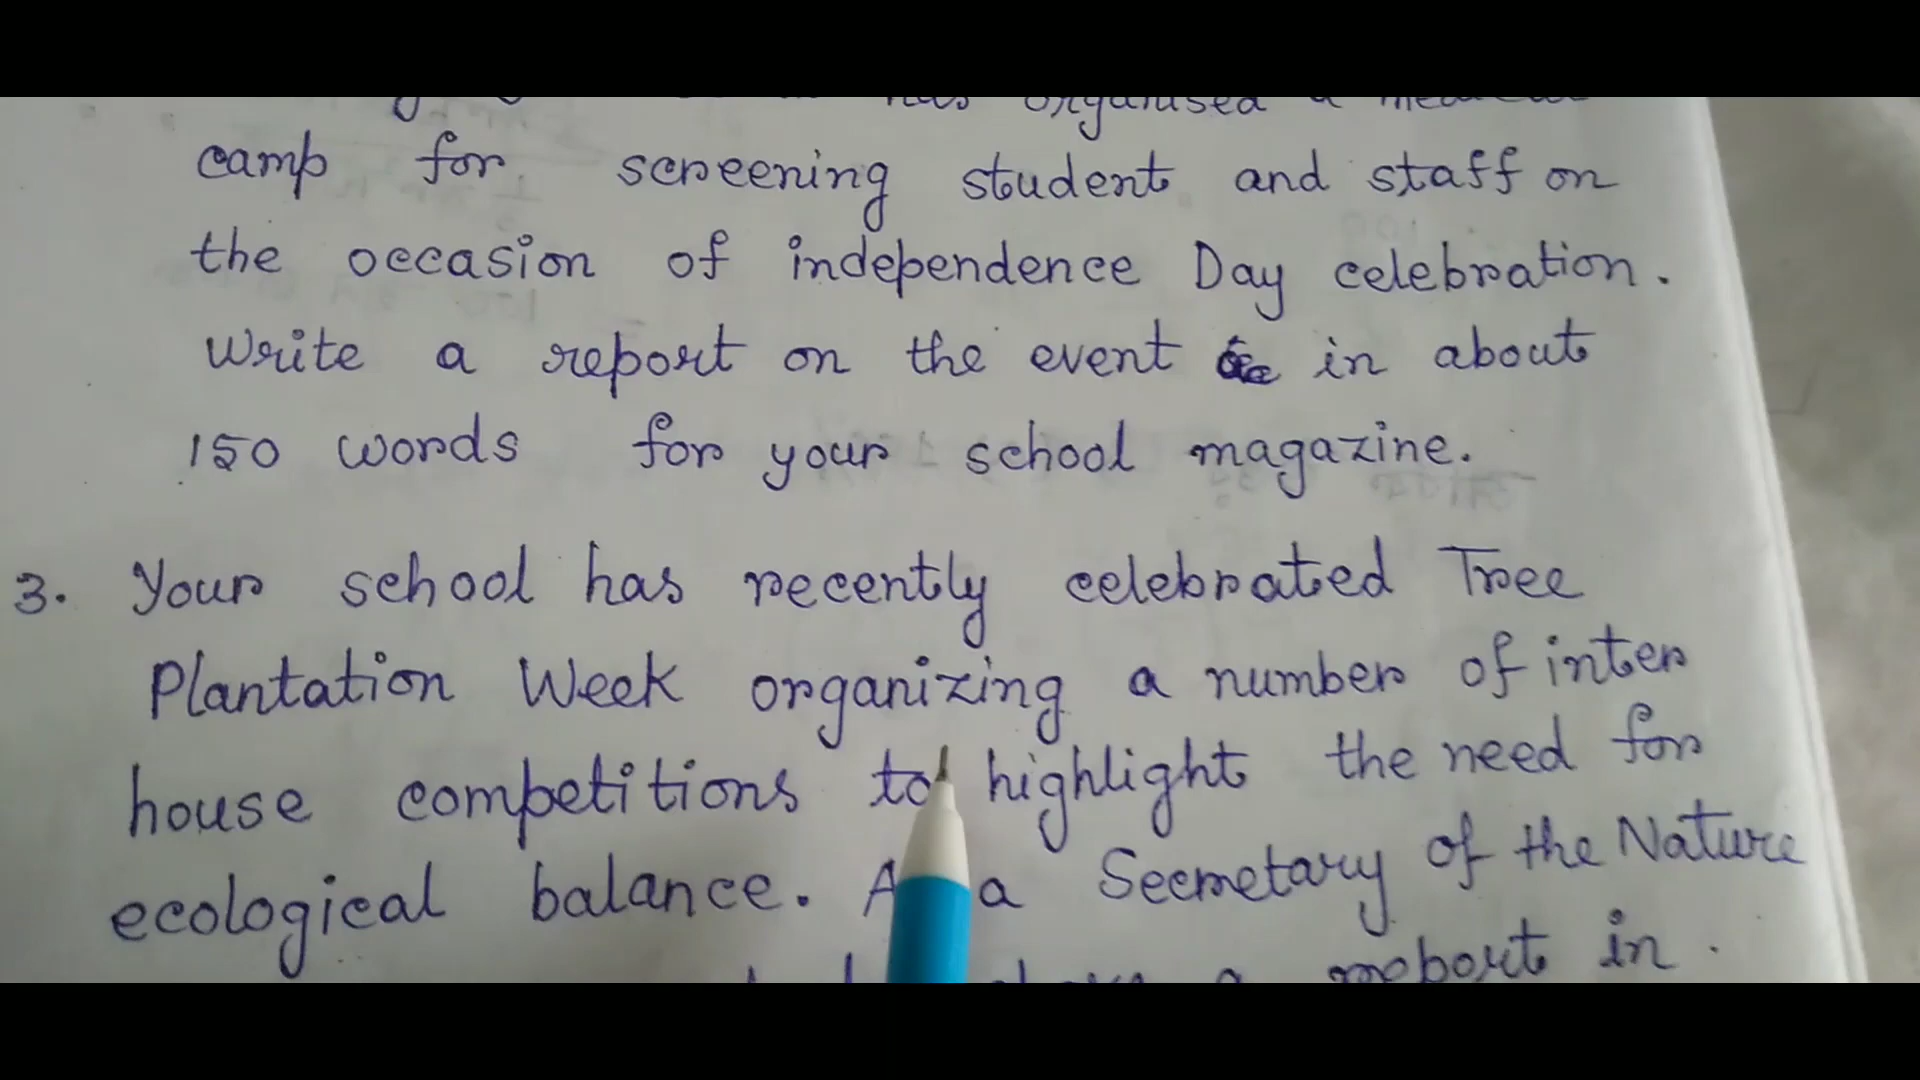 has organised a
camp for screening student and staff on
the occasion of independence Day celebration.
Write a report on the event in about
150 words for your school magazine.
3. Your school has recently celebrated Tree
Plantation Week organizing a number of inter
house competitions to highlight the need for
ecological balance. a Secretary of the Nature
report in